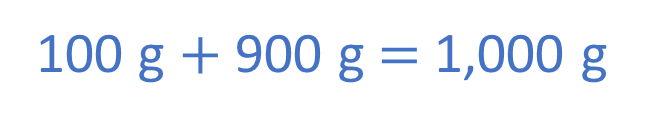 100 g + 900 g = 1,000 g